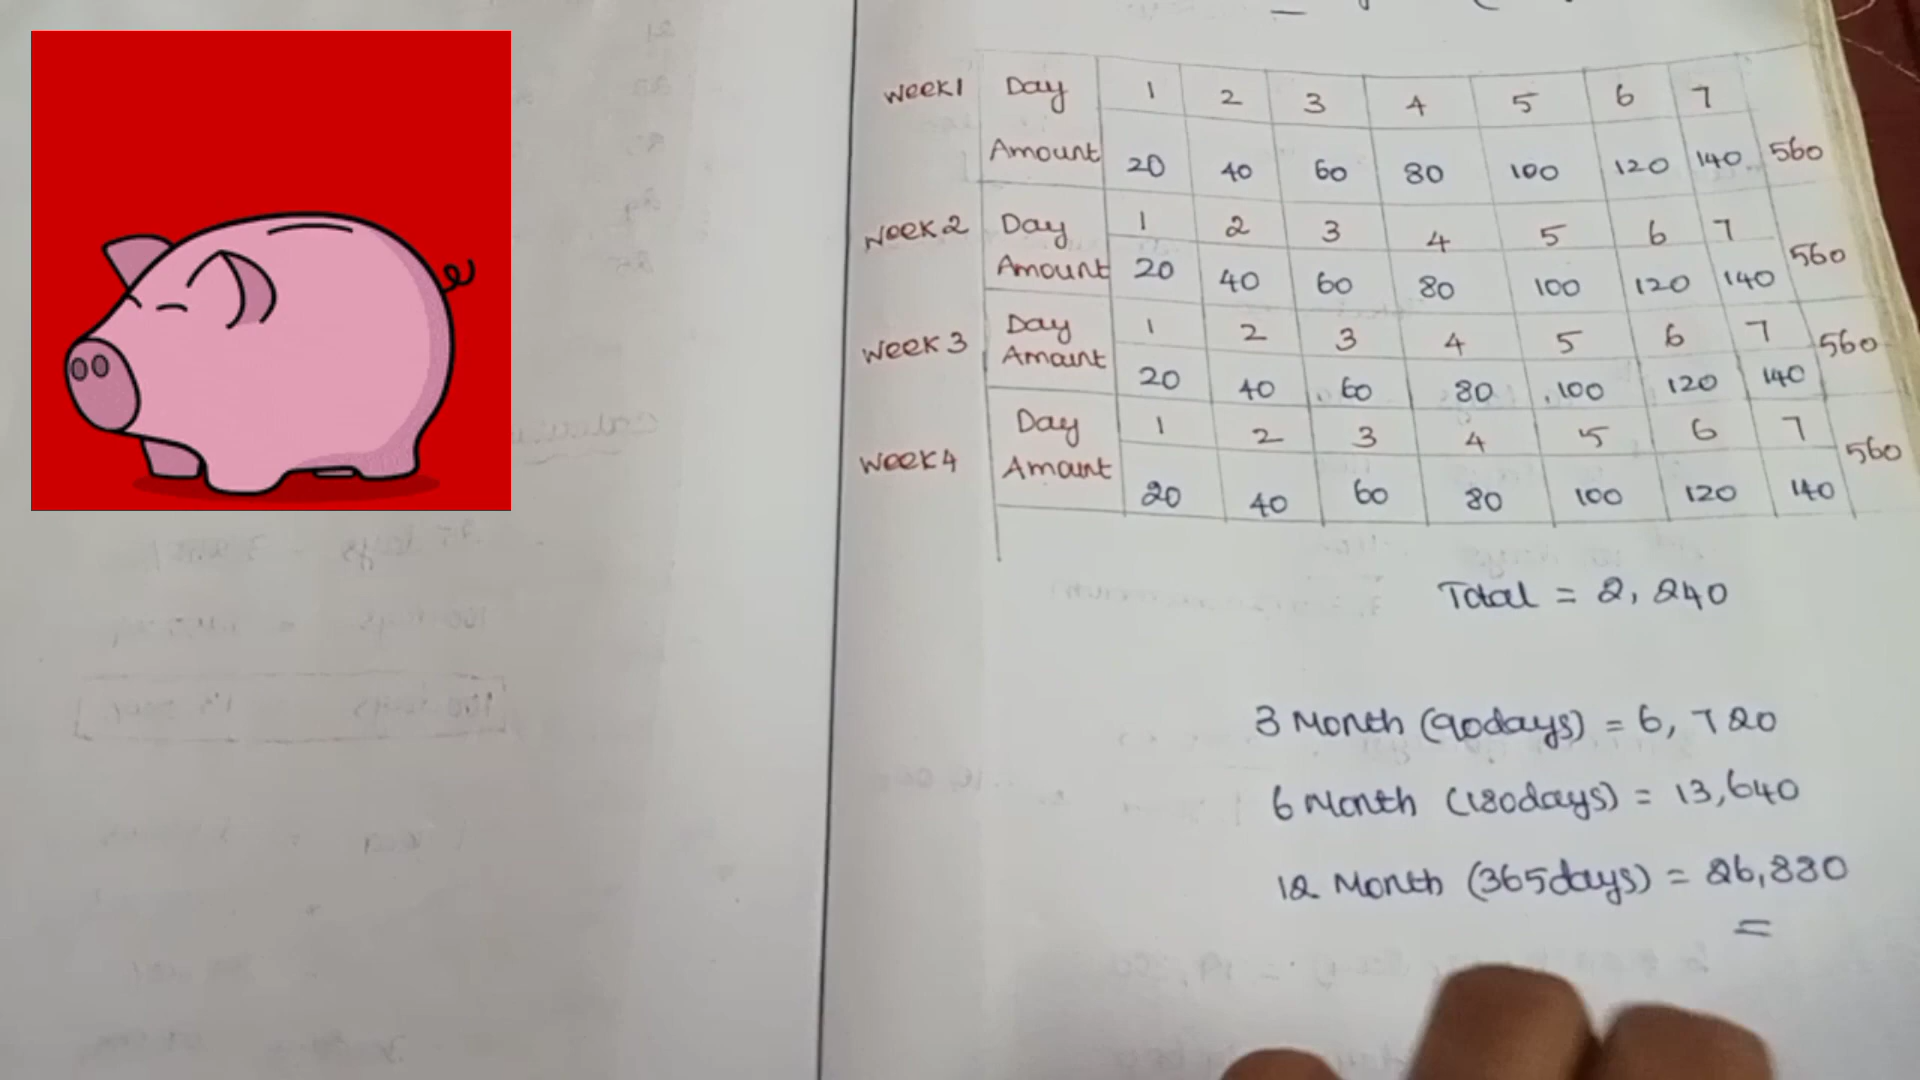 Week1 Day 1 2 3 4 5 6 7
Amount 20 40 60 80 100 120 140 560
Week2 Day 1 2 3 4 5 6 7
Amount 20 40 60 80 100 120 140 560
Week3 Day 1 2 3 4 5 6 7
Amount 20 40 60 80 100 120 140 560
Week4 Day 1 2 3 4 5 6 7
Amount 20 40 60 80 100 120 140 560
Total = 2,240
3 Month (90days) = 6,720
6 Month (180days) = 13,640
12 Month (365days) = 26,880
=